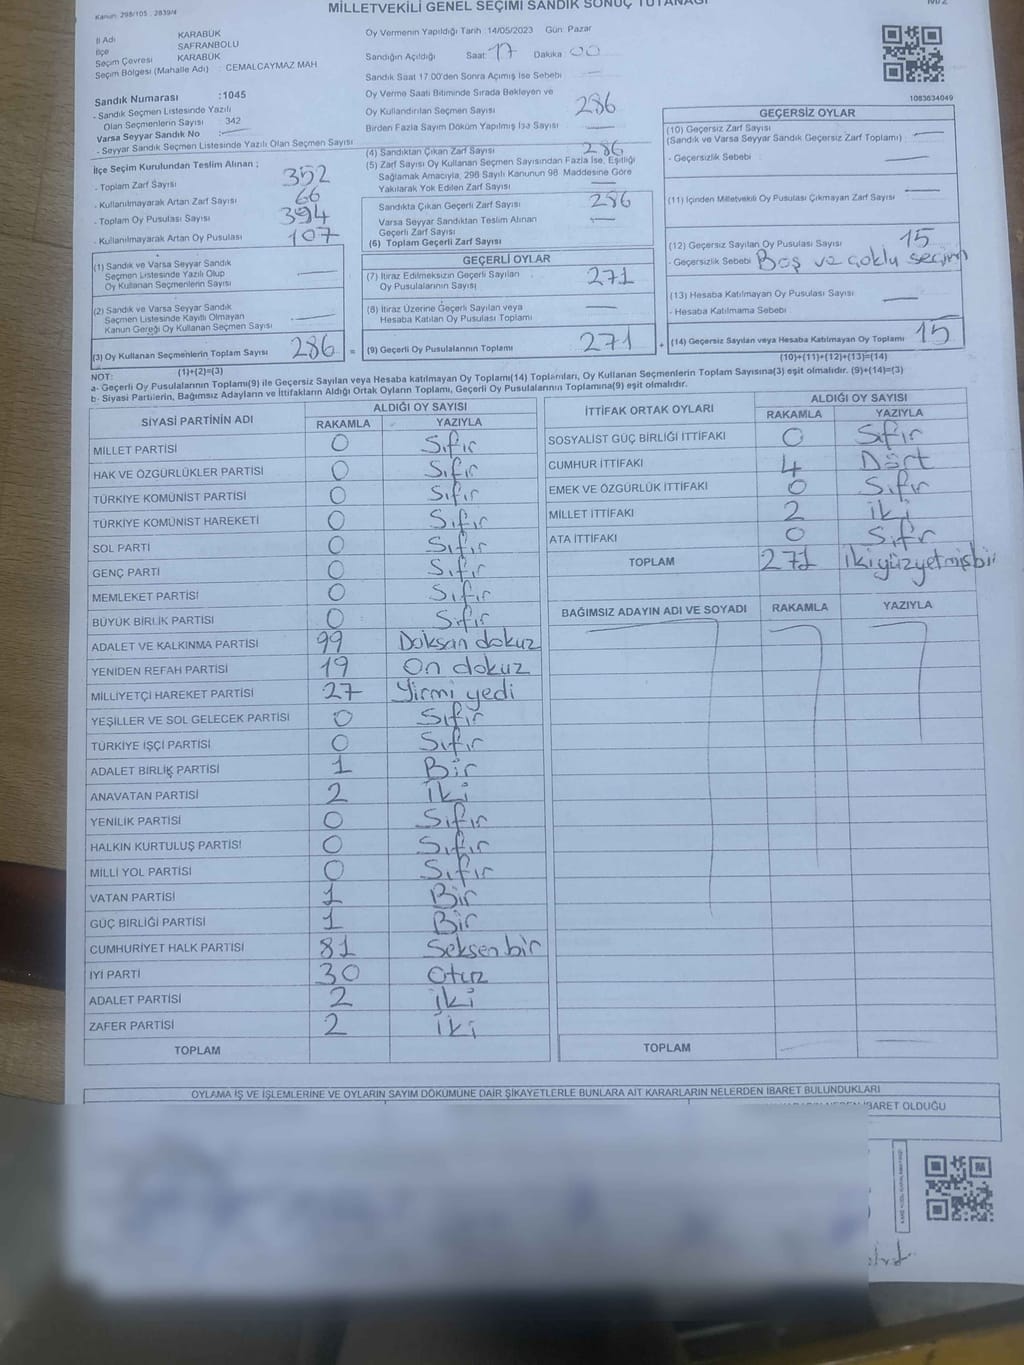 MİLLETVEKİLİ GENEL SEÇİMİ SANDIK SONUÇ TUTANAĞI
Kanun: 298/105 : 2839/4
İl Adı KARABÜK
İlçe SAFRANBOLU
Seçim Çevresi KARABÜK
Seçim Bölgesi (Mahalle Adı) : CEMALCAYMAZ MAH
Sandık Numarası :1045
- Sandık Seçmen Listesinde Yazılı Olan Seçmenlerin Sayısı : 342
Varsa Seyyar Sandık No :
- Seyyar Sandık Seçmen Listesinde Yazılı Olan Seçmen Sayısı
Oy Vermenin Yapıldığı Tarih :14/05/2023 Gün: Pazar
Sandığın Açıldığı Saat: 17 Dakika 00
Sandık Saat 17.00'den Sonra Açımış İse Sebebi
Oy Verme Saati Bitiminde Sırada Bekleyen ve
Oy Kullandırılan Seçmen Sayısı 286
Birden Fazla Sayım Döküm Yapılmış İse Sayısı
1083634049
İlçe Seçim Kurulundan Teslim Alınan ;
- Toplam Zarf Sayısı 352
- Kullanılmayarak Artan Zarf Sayısı 66
- Toplam Oy Pusulası Sayısı 394
- Kullanılmayarak Artan Oy Pusulası 107
(1) Sandık ve Varsa Seyyar Sandık
Seçmen Listesinde Yazılı Olup
Oy Kullanan Seçmenlerin Sayısı
(2) Sandık ve Varsa Seyyar Sandık
Seçmen Listesinde Kayıtlı Olmayan
Kanun Gereği Oy Kullanan Seçmen Sayısı
(3) Oy Kullanan Seçmenlerin Toplam Sayısı 286
(1)+(2)=(3)
(4) Sandıktan Çıkan Zarf Sayısı 286
(5) Zarf Sayısı Oy Kullanan Seçmen Sayısından Fazla İse, Eşitliği
Sağlamak Amacıyla, 298 Sayılı Kanunun 98. Maddesine Göre
Yakılarak Yok Edilen Zarf Sayısı
Sandıkta Çıkan Geçerli Zarf Sayısı 286
Varsa Seyyar Sandıktan Teslim Alınan
Geçerli Zarf Sayısı
(6) Toplam Geçerli Zarf Sayısı
GEÇERLİ OYLAR
(7) İtiraz Edilmeksizin Geçerli Sayılan
Oy Pusulalarının Sayısı 271
(8) İtiraz Üzerine Geçerli Sayılan veya
Hesaba Katılan Oy Pusulası Toplamı
= (9) Geçerli Oy Pusulalarının Toplamı 271
GEÇERSİZ OYLAR
(10) Geçersiz Zarf Sayısı
(Sandık ve Varsa Seyyar Sandık Geçersiz Zarf Toplamı) :
- Geçersizlik Sebebi :
(11) İçinden Milletvekili Oy Pusulası Çıkmayan Zarf Sayısı
(12) Geçersiz Sayılan Oy Pusulası Sayısı 15
- Geçersizlik Sebebi Boş ve çoklu seçim
(13) Hesaba Katılmayan Oy Pusulası Sayısı
- Hesaba Katılmama Sebebi
+ (14) Geçersiz Sayılan veya Hesaba Katılmayan Oy Toplamı 15
(10)+(11)+(12)+(13)=(14)
NOT:
a- Geçerli Oy Pusulalarının Toplamı(9) ile Geçersiz Sayılan veya Hesaba katılmayan Oy Toplamı(14) Toplamları, Oy Kullanan Seçmenlerin Toplam Sayısına(3) eşit olmalıdır. (9)+(14)=(3)
b- Siyasi Partilerin, Bağımsız Adayların ve İttifakların Aldığı Ortak Oyların Toplamı, Geçerli Oy Pusulalarının Toplamına(9) eşit olmalıdır.
SİYASİ PARTİNİN ADI ALDIĞI OY SAYISI
RAKAMLA YAZIYLA
MİLLET PARTİSİ 0 Sıfır
HAK VE ÖZGÜRLÜKLER PARTİSİ 0 Sıfır
TÜRKİYE KOMÜNİST PARTİSİ 0 Sıfır
TÜRKİYE KOMÜNİST HAREKETİ 0 Sıfır
SOL PARTİ 0 Sıfır
GENÇ PARTİ 0 Sıfır
MEMLEKET PARTİSİ 0 Sıfır
BÜYÜK BİRLİK PARTİSİ 0 Sıfır
ADALET VE KALKINMA PARTİSİ 99 Doksan dokuz
YENİDEN REFAH PARTİSİ 19 On dokuz
MİLLİYETÇİ HAREKET PARTİSİ 27 Yirmi yedi
YEŞİLLER VE SOL GELECEK PARTİSİ 0 Sıfır
TÜRKİYE İŞÇİ PARTİSİ 0 Sıfır
ADALET BİRLİK PARTİSİ 1 Bir
ANAVATAN PARTİSİ 2 İki
YENİLİK PARTİSİ 0 Sıfır
HALKIN KURTULUŞ PARTİSİ 0 Sıfır
MİLLİ YOL PARTİSİ 0 Sıfır
VATAN PARTİSİ 1 Bir
GÜÇ BİRLİĞİ PARTİSİ 1 Bir
CUMHURİYET HALK PARTİSİ 81 Seksen bir
İYİ PARTİ 30 Otuz
ADALET PARTİSİ 2 iki
ZAFER PARTİSİ 2 iki
TOPLAM
İTTİFAK ORTAK OYLARI ALDIĞI OY SAYISI
RAKAMLA YAZIYLA
SOSYALİST GÜÇ BİRLİĞİ İTTİFAKI 0 Sıfır
CUMHUR İTTİFAKI 4 Dört
EMEK VE ÖZGÜRLÜK İTTİFAKI 0 Sıfır
MİLLET İTTİFAKI 2 iki
ATA İTTİFAKI 0 Sıfır
TOPLAM 271 ikiyüzyetmişbir
BAĞIMSIZ ADAYIN ADI VE SOYADI RAKAMLA YAZIYLA
TOPLAM
OYLAMA İŞ VE İŞLEMLERİNE VE OYLARIN SAYIM DÖKÜMÜNE DAİR ŞİKAYETLERLE BUNLARA AİT KARARLARIN NELERDEN İBARET BULUNDUKLARI
İBARET OLDUĞU